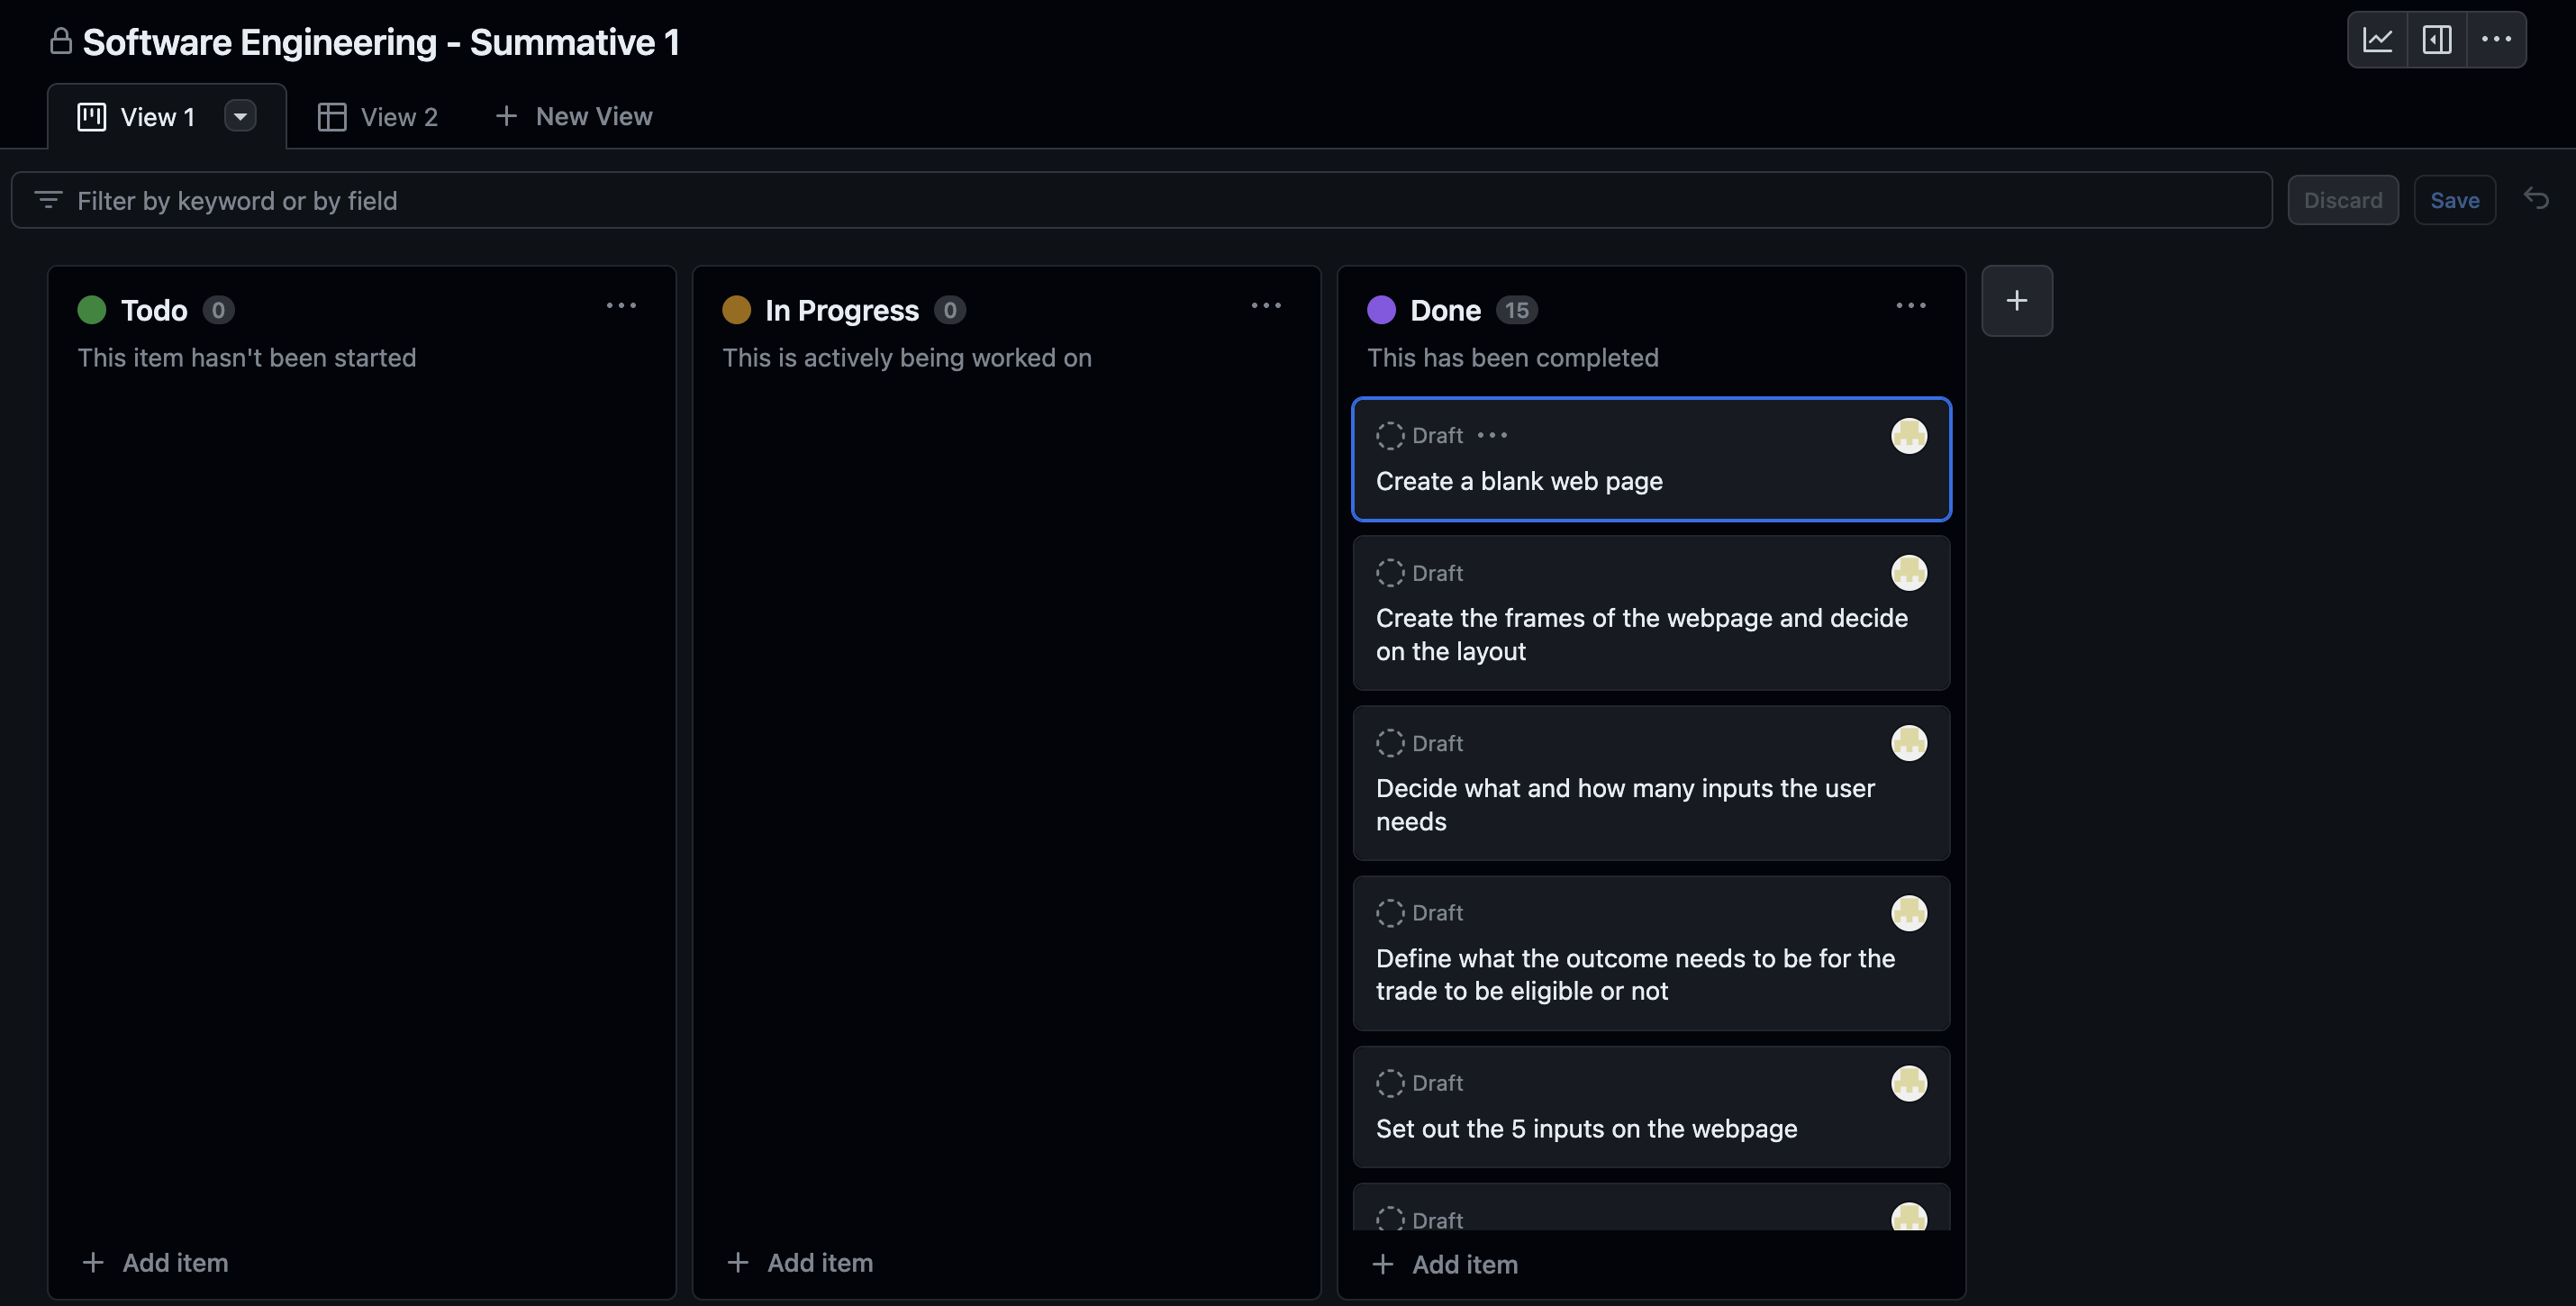 Software Engineering - Summative 1
View 1
View 2
New View
Filter by keyword or by field
Discard
Save
Todo 0
This item hasn't been started
Add item
In Progress 0
This is actively being worked on
Add item
Done 15
This has been completed
Draft
Create a blank web page
Draft
Create the frames of the webpage and decide
on the layout
Draft
Decide what and how many inputs the user
needs
Draft
Define what the outcome needs to be for the
trade to be eligible or not
Draft
Set out the 5 inputs on the webpage
Draft
Add item